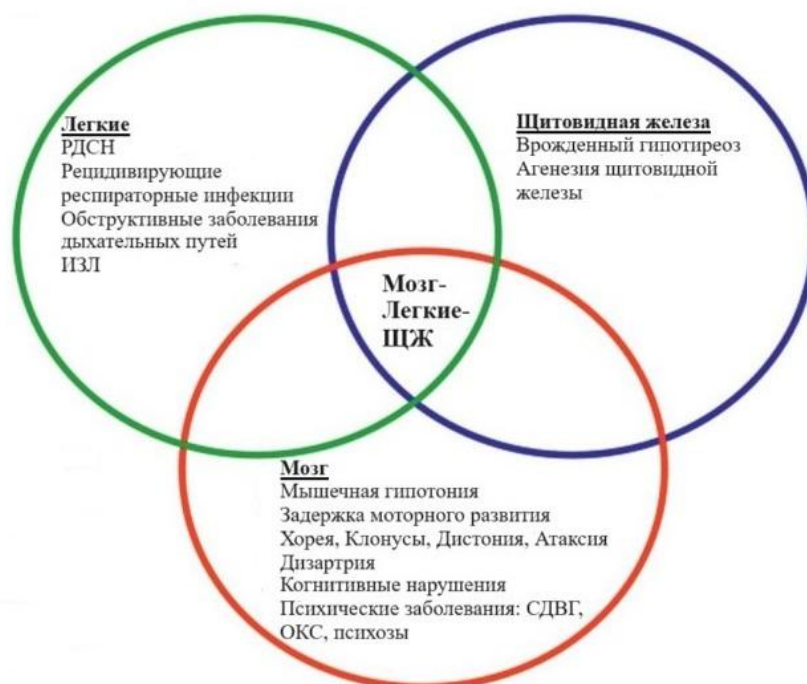 Легкие
РДСН
Рецидивирующие
респираторные инфекции
Обструктивные заболевания
дыхательных путей
ИЗЛ
Щитовидная железа
Врожденный гипотиреоз
Агенезия щитовидной
железы
Мозг-
Легкие-
ЩЖ
Мозг
Мышечная гипотония
Задержка моторного развития
Хорея, Клонусы, Дистония, Атаксия
Дизартрия
Когнитивные нарушения
Психические заболевания: СДВГ,
ОКС, психозы